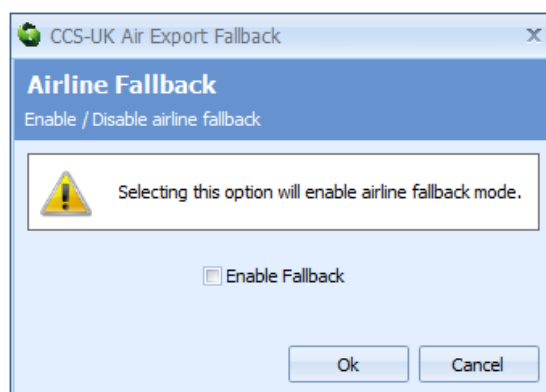 CCS-UK Air Export Fallback
Airline Fallback
Enable / Disable airline fallback
Selecting this option will enable airline fallback mode.
Enable Fallback
Ok Cancel